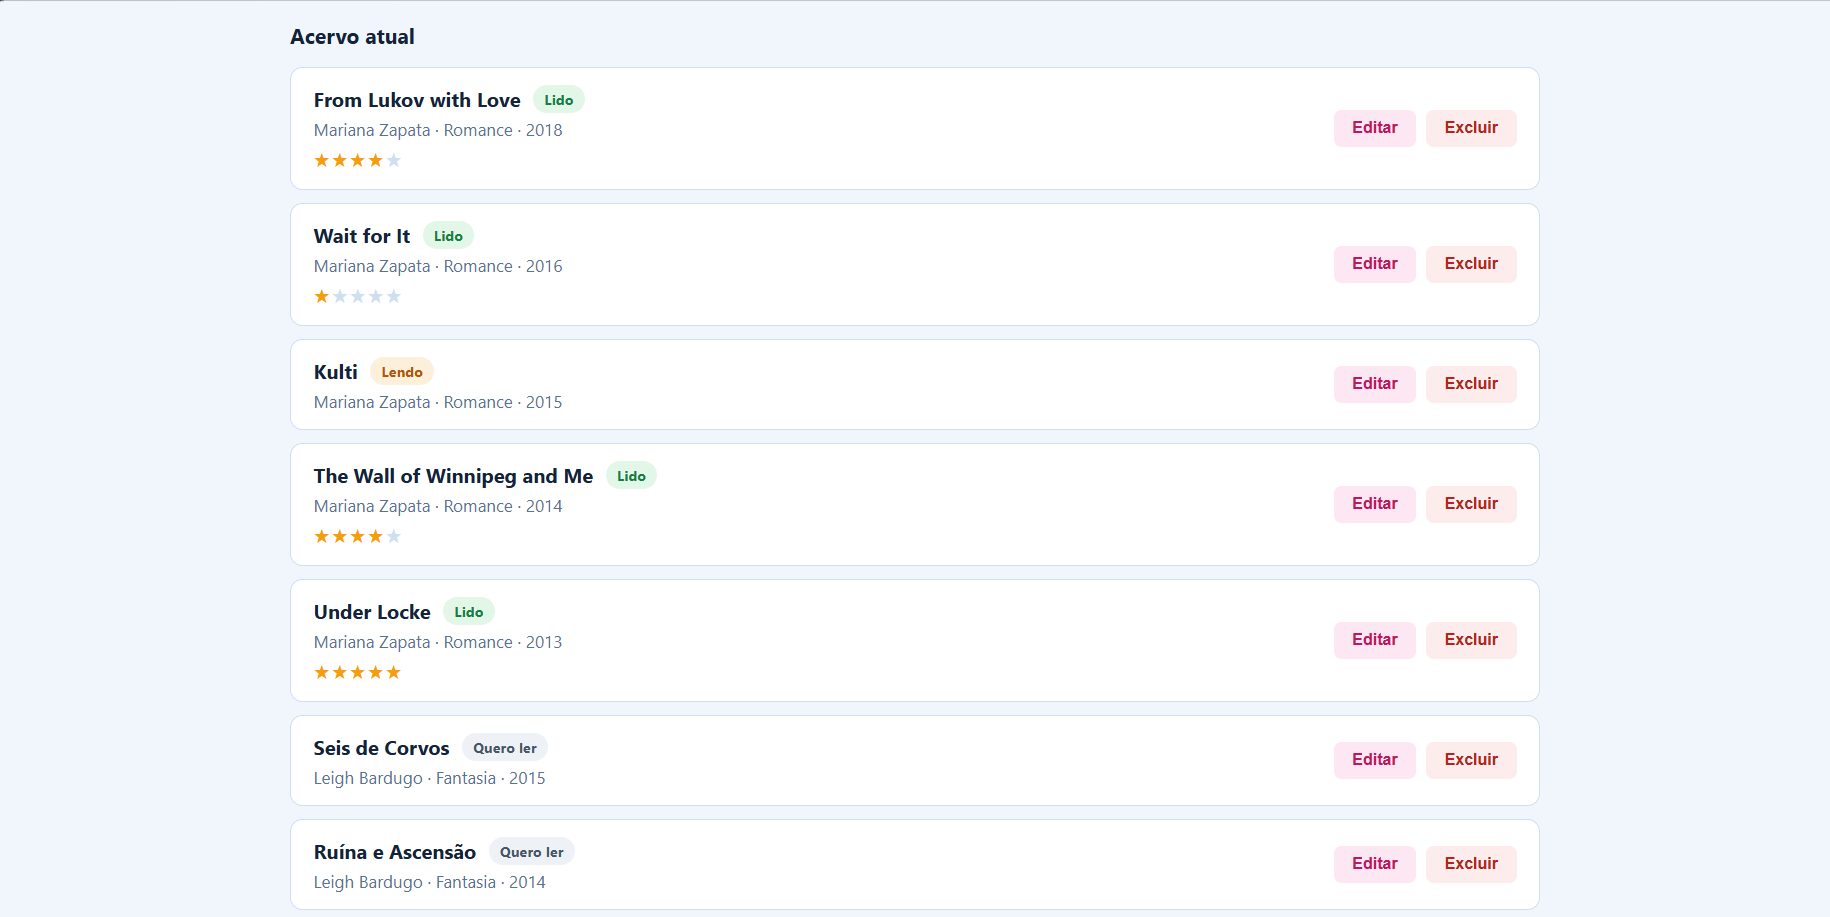 Acervo atual
From Lukov with Love Lido
Mariana Zapata · Romance · 2018
Editar Excluir
★★★★★
Wait for It Lido
Mariana Zapata · Romance · 2016
Editar Excluir
★★★★★
Kulti Lendo
Mariana Zapata · Romance · 2015
Editar Excluir
The Wall of Winnipeg and Me Lido
Mariana Zapata · Romance · 2014
Editar Excluir
★★★★★
Under Locke Lido
Mariana Zapata · Romance · 2013
Editar Excluir
★★★★★
Seis de Corvos Quero ler
Leigh Bardugo · Fantasia · 2015
Editar Excluir
Ruína e Ascensão Quero ler
Leigh Bardugo · Fantasia · 2014
Editar Excluir